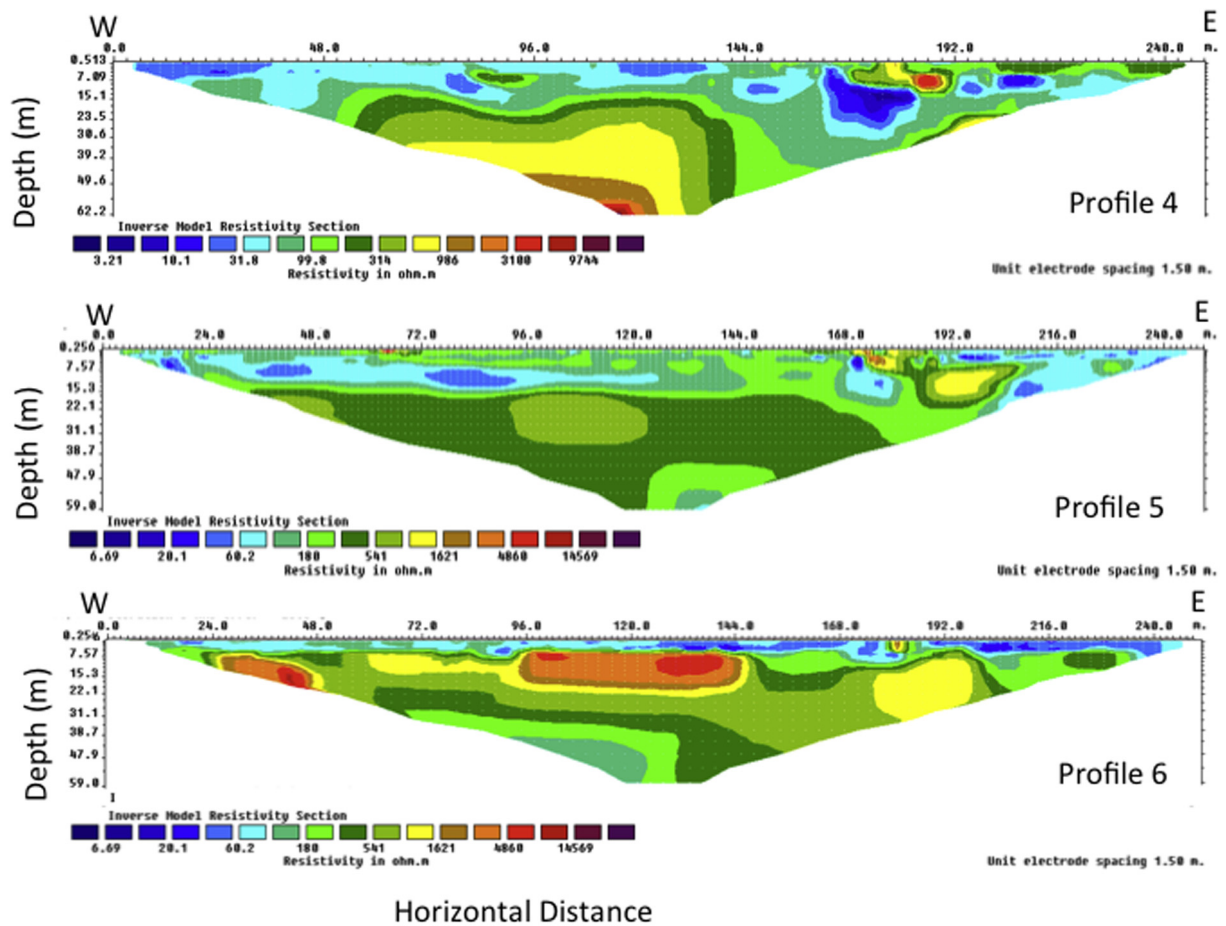 W E
0.0 48.0 96.0 144.0 192.0 240.0 m.
0.513
7.09
15.1
23.5
30.6
39.2
49.6
62.2
Depth (m)
Profile 4
Inverse Model Resistivity Section
3.21 10.1 31.8 99.8 314 986 3100 9744
Resistivity in ohm.m
Unit electrode spacing 1.50 m.
W E
0.0 24.0 48.0 72.0 96.0 120.0 144.0 168.0 192.0 216.0 240.0 m.
0.256
7.57
15.3
22.1
31.1
38.7
47.9
59.0
Depth (m)
Profile 5
Inverse Model Resistivity Section
6.69 20.1 60.2 180 541 1621 4860 14569
Resistivity in ohm.m
Unit electrode spacing 1.50 m.
W E
0.0 24.0 48.0 72.0 96.0 120.0 144.0 168.0 192.0 216.0 240.0 m.
0.256
7.57
15.3
22.1
31.1
38.7
47.9
59.0
Depth (m)
Profile 6
Inverse Model Resistivity Section
6.69 20.1 60.2 180 541 1621 4860 14569
Resistivity in ohm.m
Unit electrode spacing 1.50 m.
Horizontal Distance